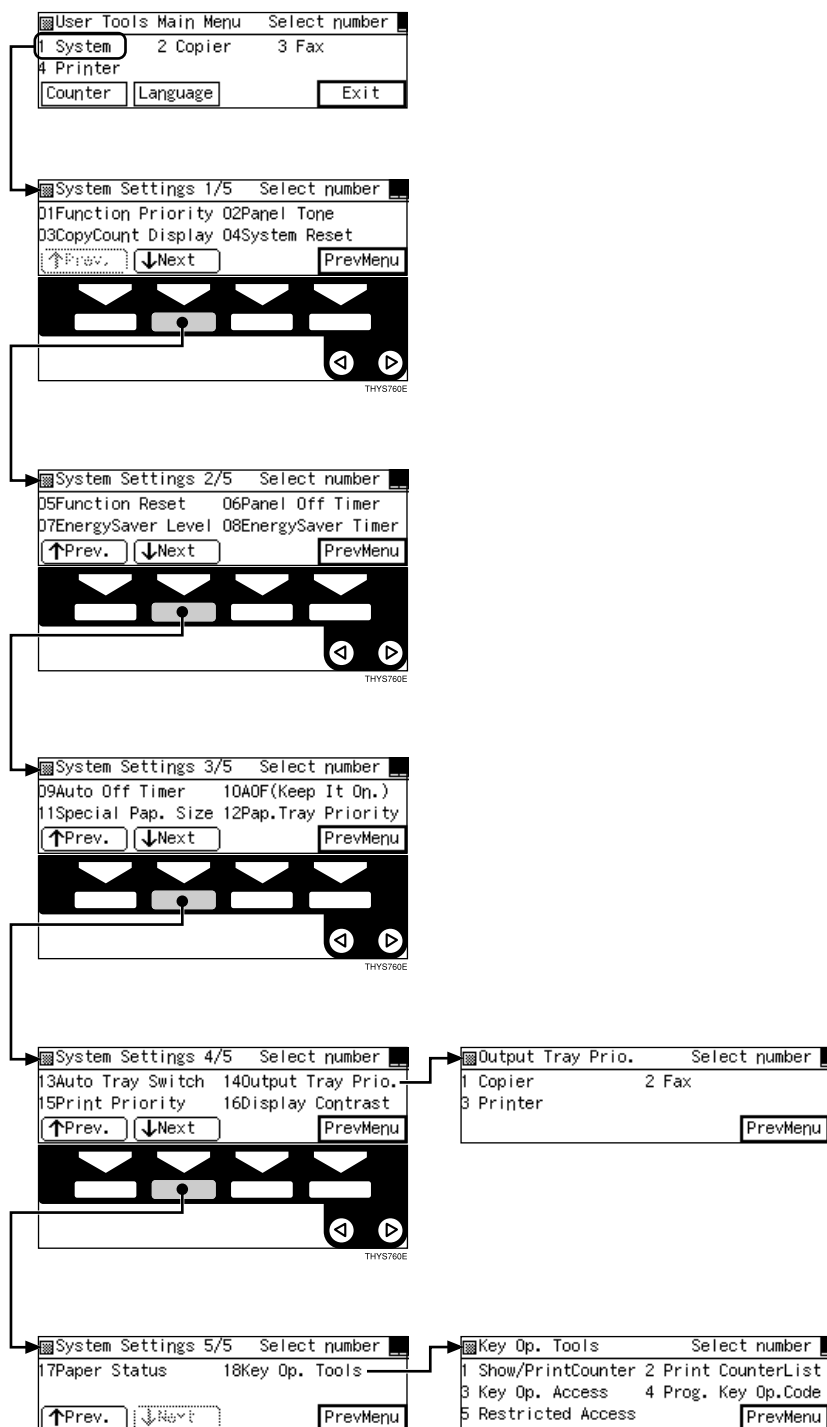 User Tools Main Menu Select number
1 System 2 Copier 3 Fax
4 Printer
Counter Language Exit
System Settings 1/5 Select number
01Function Priority 02Panel Tone
03CopyCount Display 04System Reset
↑Prev. ↓Next PrevMenu
THYS760E
System Settings 2/5 Select number
05Function Reset 06Panel Off Timer
07EnergySaver Level 08EnergySaver Timer
↑Prev. ↓Next PrevMenu
THYS760E
System Settings 3/5 Select number
09Auto Off Timer 10AOF(Keep It On.)
11Special Pap. Size 12Pap.Tray Priority
↑Prev. ↓Next PrevMenu
THYS760E
System Settings 4/5 Select number
13Auto Tray Switch 14Output Tray Prio.
15Print Priority 16Display Contrast
↑Prev. ↓Next PrevMenu
THYS760E
Output Tray Prio. Select number
1 Copier 2 Fax
3 Printer
PrevMenu
System Settings 5/5 Select number
17Paper Status 18Key Op. Tools
↑Prev. ↓Next PrevMenu
Key Op. Tools Select number
1 Show/PrintCounter 2 Print CounterList
3 Key Op. Access 4 Prog. Key Op.Code
5 Restricted Access PrevMenu